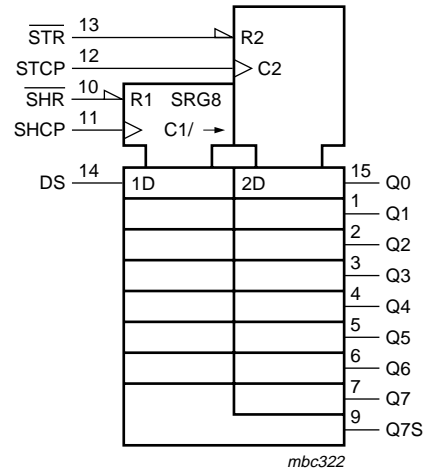 STR 13 R2
STCP 12 C2
SHR 10 R1 SRG8
SHCP 11 C1/ →
DS 14 1D 2D 15 Q0
1 Q1
2 Q2
3 Q3
4 Q4
5 Q5
6 Q6
7 Q7
9 Q7S
mbc322